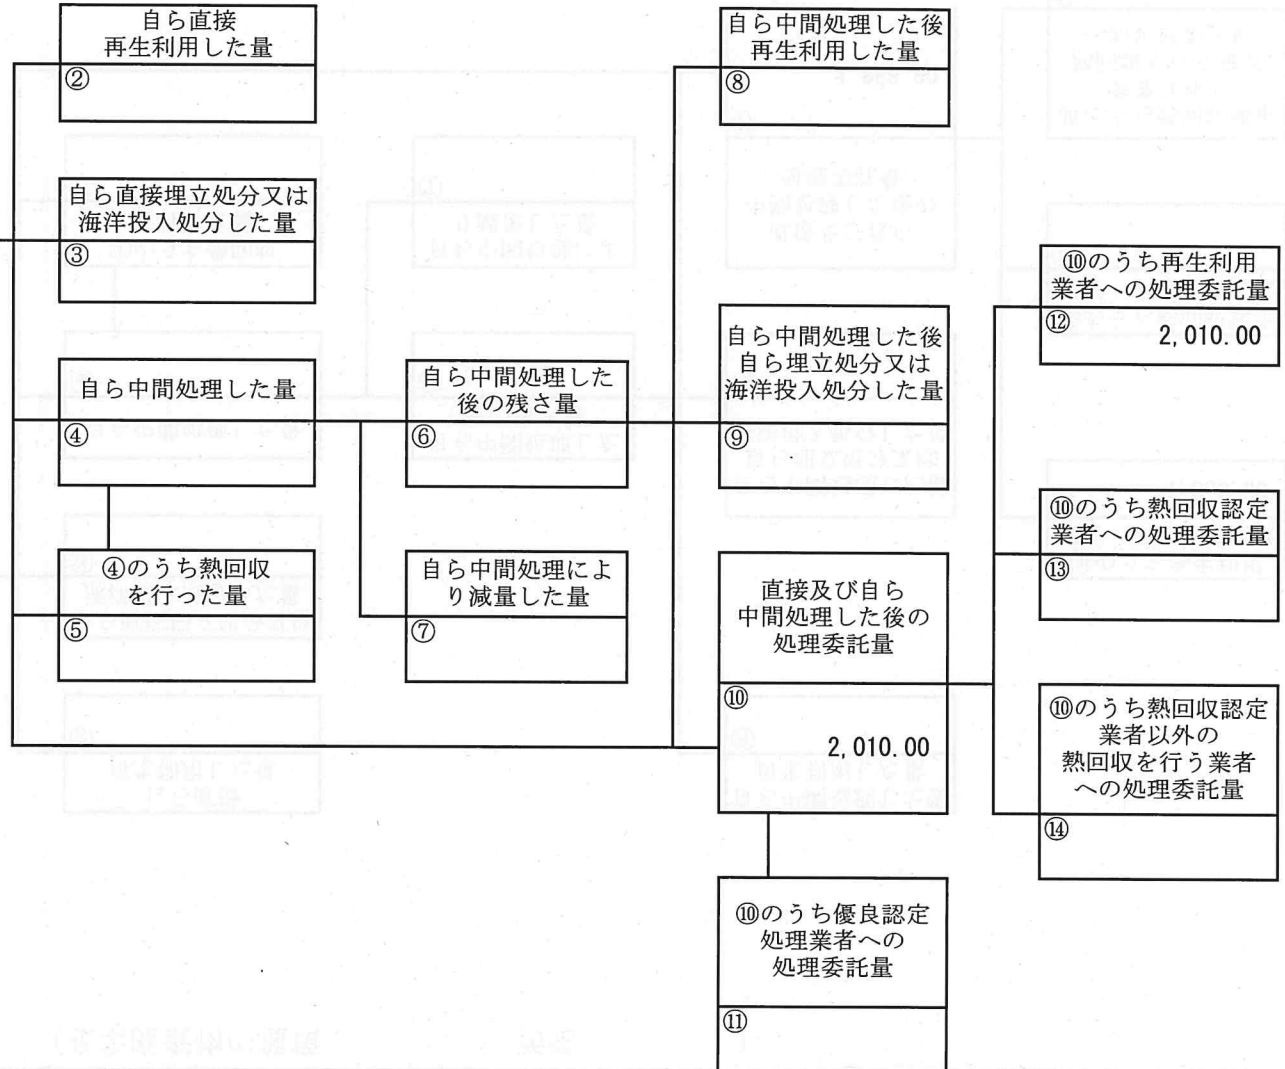 自ら直接
再生利用した量
②
自ら直接埋立処分又は
海洋投入処分した量
③
自ら中間処理した量
④
④のうち熱回収
を行った量
⑤
自ら中間処理した
後の残さ量
⑥
自ら中間処理によ
り減量した量
⑦
自ら中間処理した後
再生利用した量
⑧
自ら中間処理した後
自ら埋立処分又は
海洋投入処分した量
⑨
直接及び自ら
中間処理した後の
処理委託量
⑩
2,010.00
⑩のうち優良認定
処理業者への
処理委託量
⑪
⑩のうち再生利用
業者への処理委託量
⑫
2,010.00
⑩のうち熱回収認定
業者への処理委託量
⑬
⑩のうち熱回収認定
業者以外の
熱回収を行う業者
への処理委託量
⑭